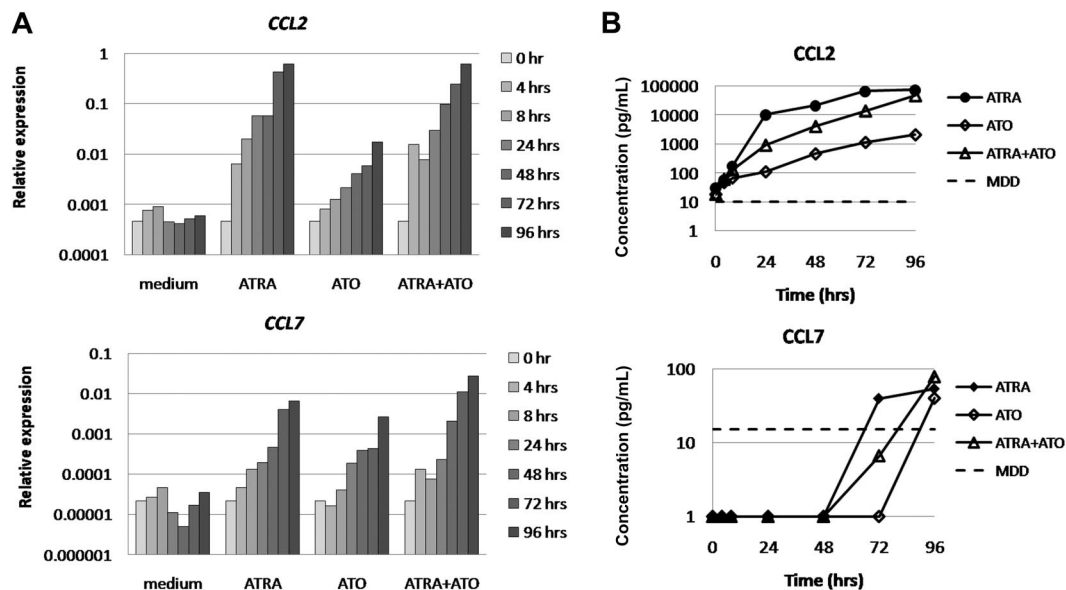 A
CCL2
Relative expression
1
0.1
0.01
0.001
0.0001
medium
ATRA
ATO
ATRA+ATO
0 hr
4 hrs
8 hrs
24 hrs
48 hrs
72 hrs
96 hrs
CCL7
Relative expression
0.1
0.01
0.001
0.0001
0.00001
0.000001
medium
ATRA
ATO
ATRA+ATO
0 hr
4 hrs
8 hrs
24 hrs
48 hrs
72 hrs
96 hrs
B
CCL2
Concentration (pg/mL)
100000
10000
1000
100
10
1
0
24
48
72
96
Time (hrs)
ATRA
ATO
ATRA+ATO
MDD
CCL7
Concentration (pg/mL)
100
10
1
0
24
48
72
96
Time (hrs)
ATRA
ATO
ATRA+ATO
MDD